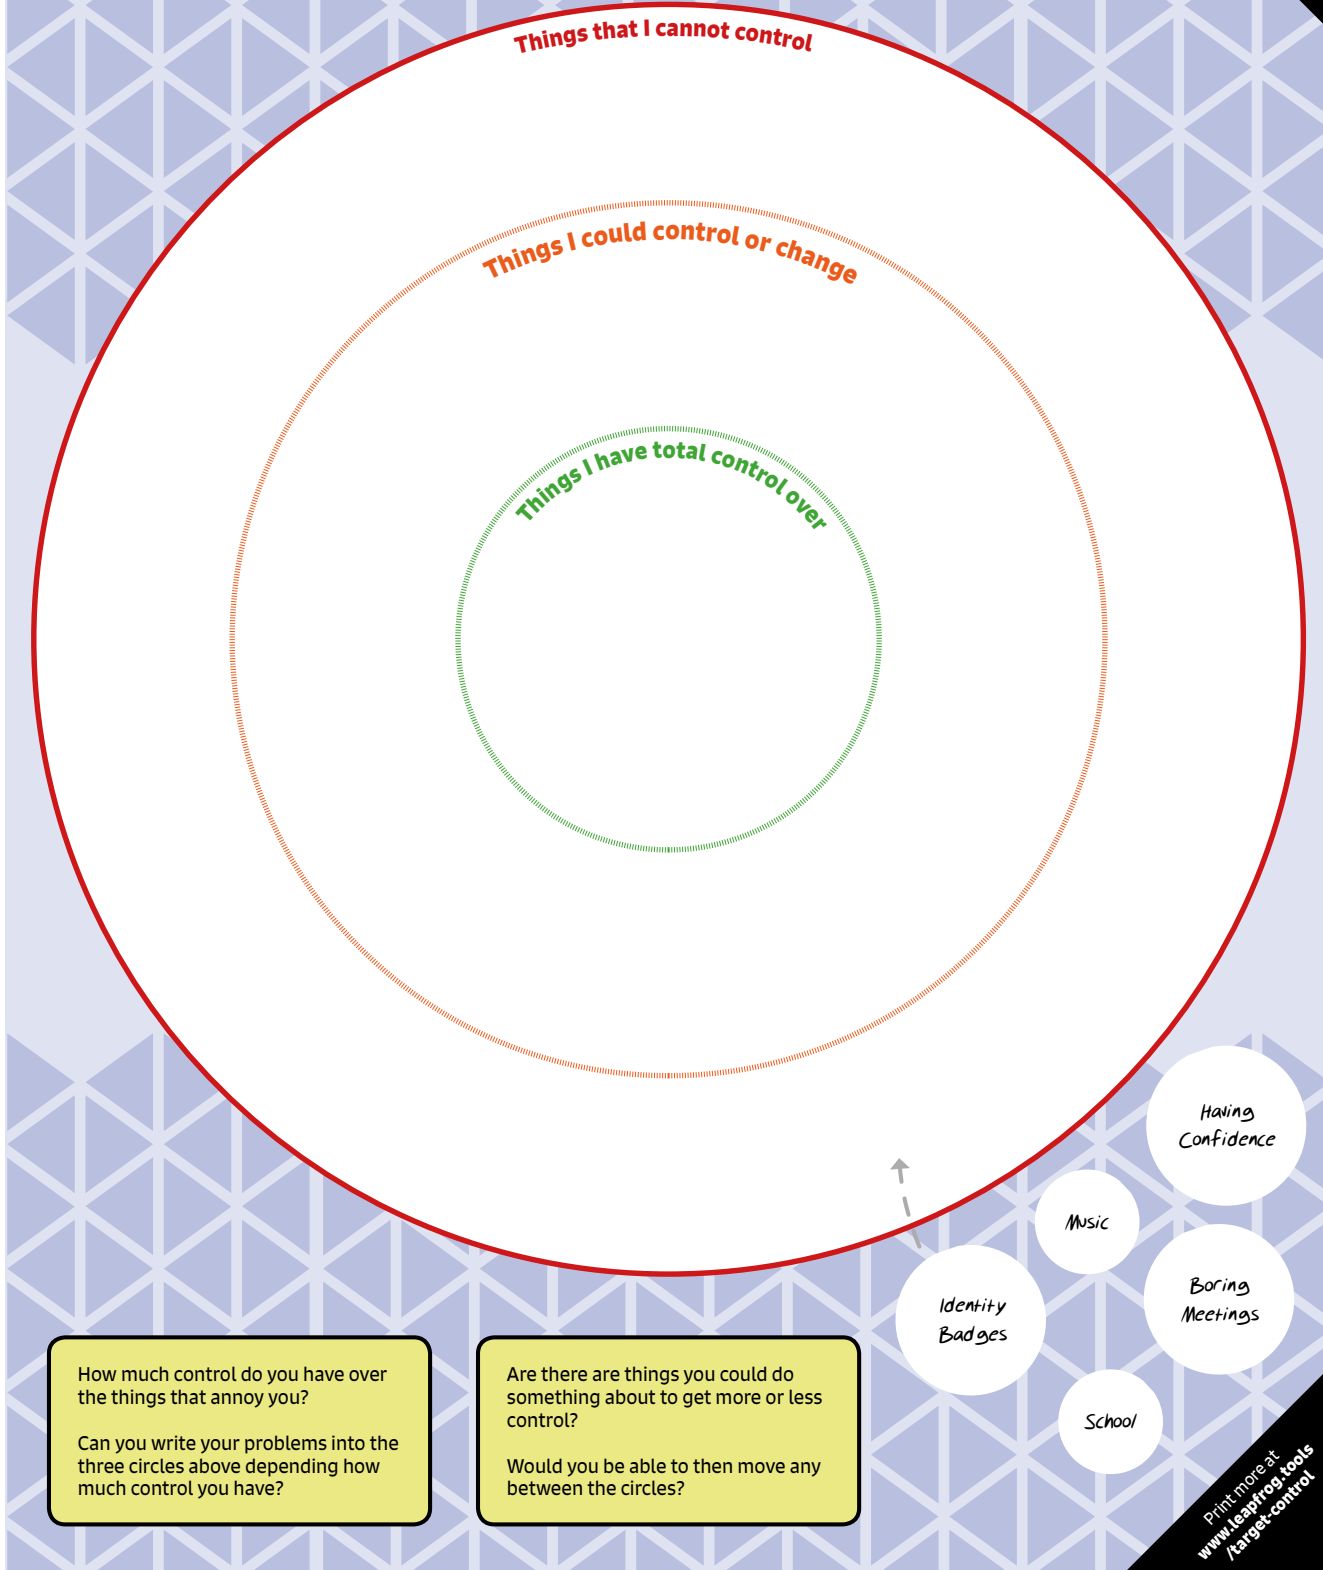 Things that I cannot control
Things I could control or change
Things I have total control over
Having
Confidence
Music
Identity
Badges
Boring
Meetings
School
How much control do you have over
the things that annoy you?
Can you write your problems into the
three circles above depending how
much control you have?
Are there are things you could do
something about to get more or less
control?
Would you be able to then move any
between the circles?
Print more at
www.leapfrog.tools
/target-control